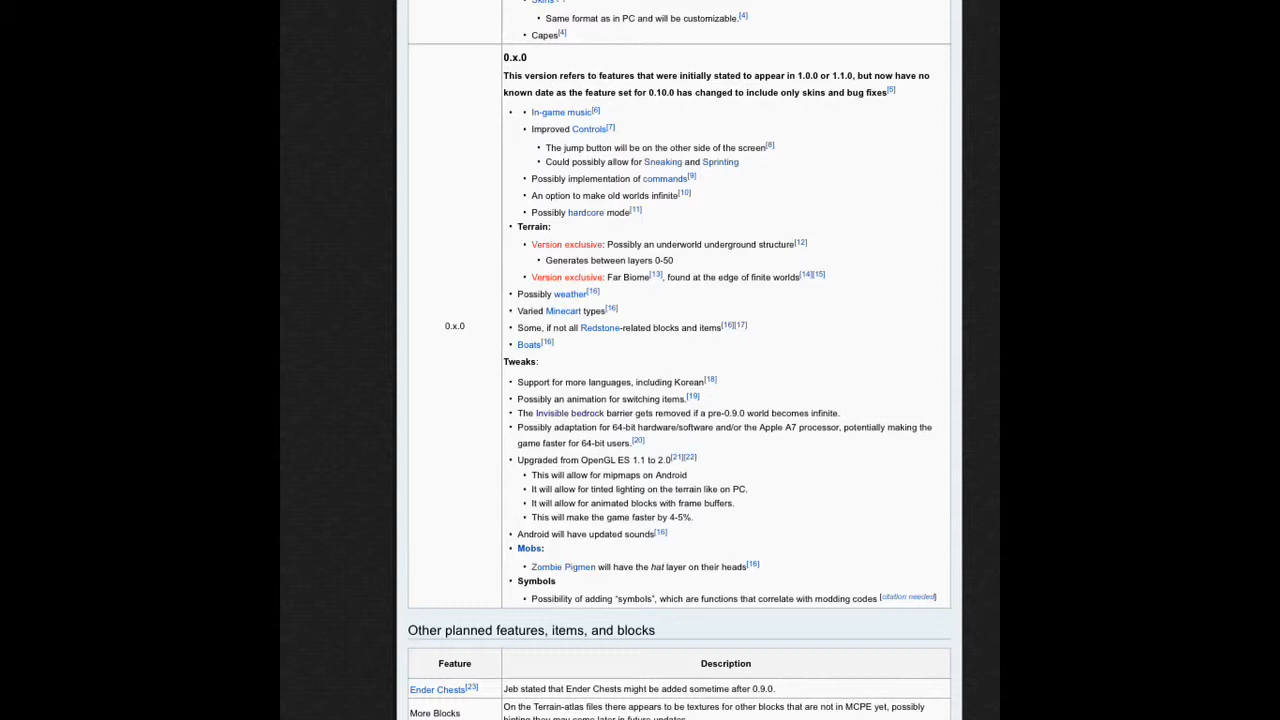 Skins
Same format as in PC and will be customizable.[4]
Capes[4]
0.x.0
0.x.0
This version refers to features that were initially stated to appear in 1.0.0 or 1.1.0, but now have no
known date as the feature set for 0.10.0 has changed to include only skins and bug fixes[5]
In-game music[6]
Improved Controls[7]
The jump button will be on the other side of the screen[8]
Could possibly allow for Sneaking and Sprinting
Possibly implementation of commands[9]
An option to make old worlds infinite[10]
Possibly hardcore mode[11]
Terrain:
Version exclusive: Possibly an underworld underground structure[12]
Generates between layers 0-50
Version exclusive: Far Biome[13], found at the edge of finite worlds[14][15]
Possibly weather[16]
Varied Minecart types[16]
Some, if not all Redstone-related blocks and items[16][17]
Boats[16]
Tweaks:
Support for more languages, including Korean[18]
Possibly an animation for switching items.[19]
The Invisible bedrock barrier gets removed if a pre-0.9.0 world becomes infinite.
Possibly adaptation for 64-bit hardware/software and/or the Apple A7 processor, potentially making the
game faster for 64-bit users.[20]
Upgraded from OpenGL ES 1.1 to 2.0[21][22]
This will allow for mipmaps on Android
It will allow for tinted lighting on the terrain like on PC.
It will allow for animated blocks with frame buffers.
This will make the game faster by 4-5%.
Android will have updated sounds[16]
Mobs:
Zombie Pigmen will have the hat layer on their heads[16]
Symbols
Possibility of adding "symbols", which are functions that correlate with modding codes [citation needed]
Other planned features, items, and blocks
Feature Description
Ender Chests[23] Jeb stated that Ender Chests might be added sometime after 0.9.0.
More Blocks On the Terrain-atlas files there appears to be textures for other blocks that are not in MCPE yet, possibly
hinting they may come later in future updates.